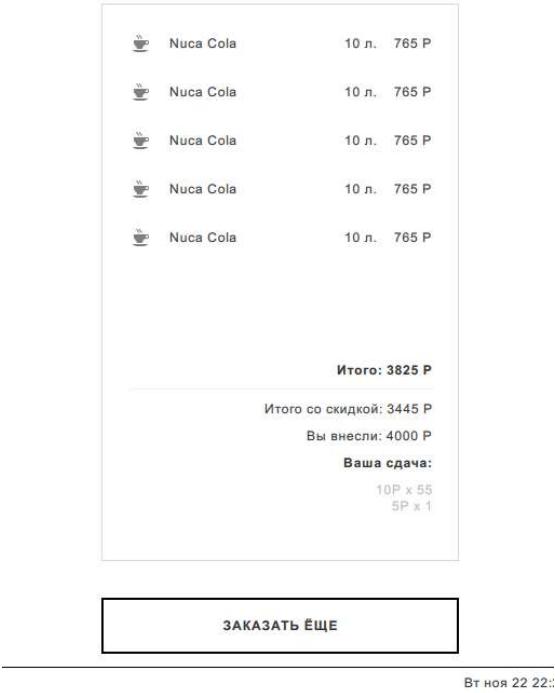 Nuca Cola 10 л. 765 Р
Nuca Cola 10 л. 765 Р
Nuca Cola 10 л. 765 Р
Nuca Cola 10 л. 765 Р
Nuca Cola 10 л. 765 Р
Итого: 3825 Р
Итого со скидкой: 3445 Р
Вы внесли: 4000 Р
Ваша сдача:
10Р x 55
5Р x 1
ЗАКАЗАТЬ ЁЩЕ
Вт ноя 22 22: